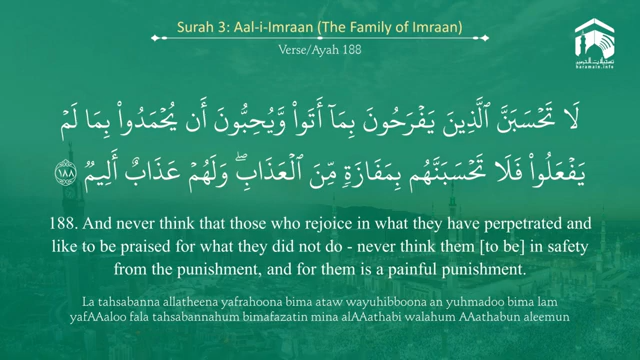 Surah 3: Aal-i-Imraan (The Family of Imraan)
Verse/Ayah 188
haramain.info
لَا تَحۡسَبَنَّ ٱلَّذِينَ يَفۡرَحُونَ بِمَآ أَتَواْ وَّيُحِبُّونَ أَن يُحۡمَدُواْ بِمَا لَمۡ
يَفۡعَلُواْ فَلَا تَحۡسَبَنَّهُم بِمَفَازَةٖ مِّنَ ٱلۡعَذَابِۖ وَلَهُمۡ عَذَابٌ أَلِيمٞ ١٨٨
188. And never think that those who rejoice in what they have perpetrated and
like to be praised for what they did not do - never think them [to be] in safety
from the punishment, and for them is a painful punishment.
La tahsabanna allatheena yafrahoona bima ataw wayuhibboona an yuhmadoo bima lam
yafAAaloo fala tahsabannahum bimafazatin mina alAAathabi walahum AAathabun aleemun